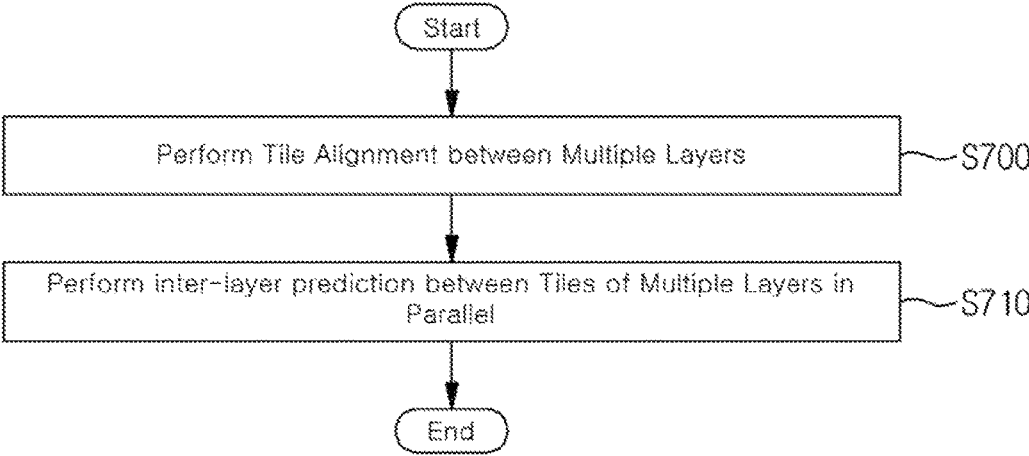 Start
Perform Tile Alignment between Multiple Layers
S700
Perform inter-layer prediction between Tiles of Multiple Layers in
Parallel
S710
End